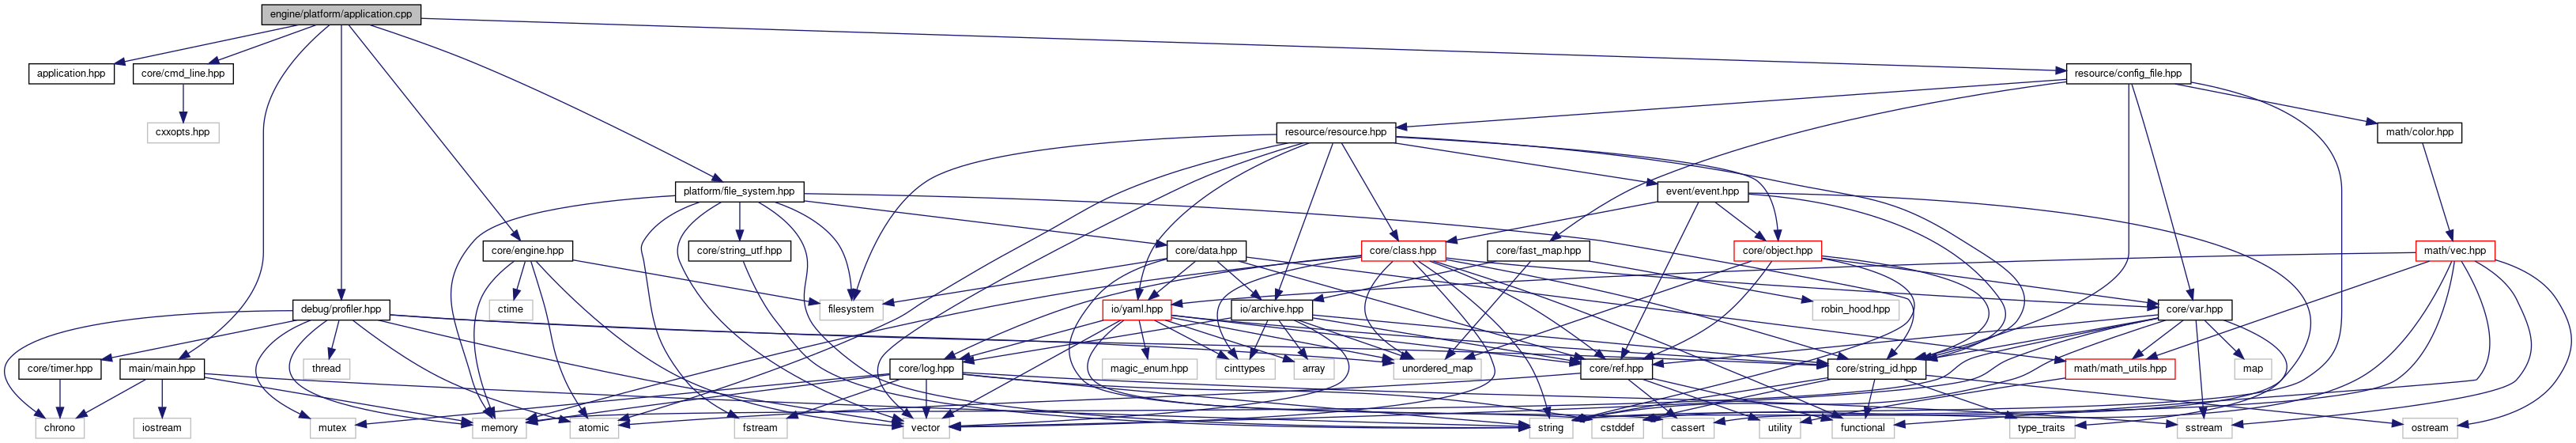 engine/platform/application.cpp
application.hpp
core/cmd_line.hpp
resource/config_file.hpp
cxxopts.hpp
resource/resource.hpp
math/color.hpp
platform/file_system.hpp
event/event.hpp
core/engine.hpp
core/string_utf.hpp
core/data.hpp
core/class.hpp
core/fast_map.hpp
core/object.hpp
math/vec.hpp
debug/profiler.hpp
ctime
filesystem
io/yaml.hpp
io/archive.hpp
robin_hood.hpp
core/var.hpp
core/timer.hpp
main/main.hpp
thread
core/log.hpp
magic_enum.hpp
cinttypes
array
unordered_map
core/ref.hpp
core/string_id.hpp
math/math_utils.hpp
map
chrono
iostream
mutex
memory
atomic
fstream
vector
string
cstddef
cassert
utility
functional
type_traits
sstream
ostream